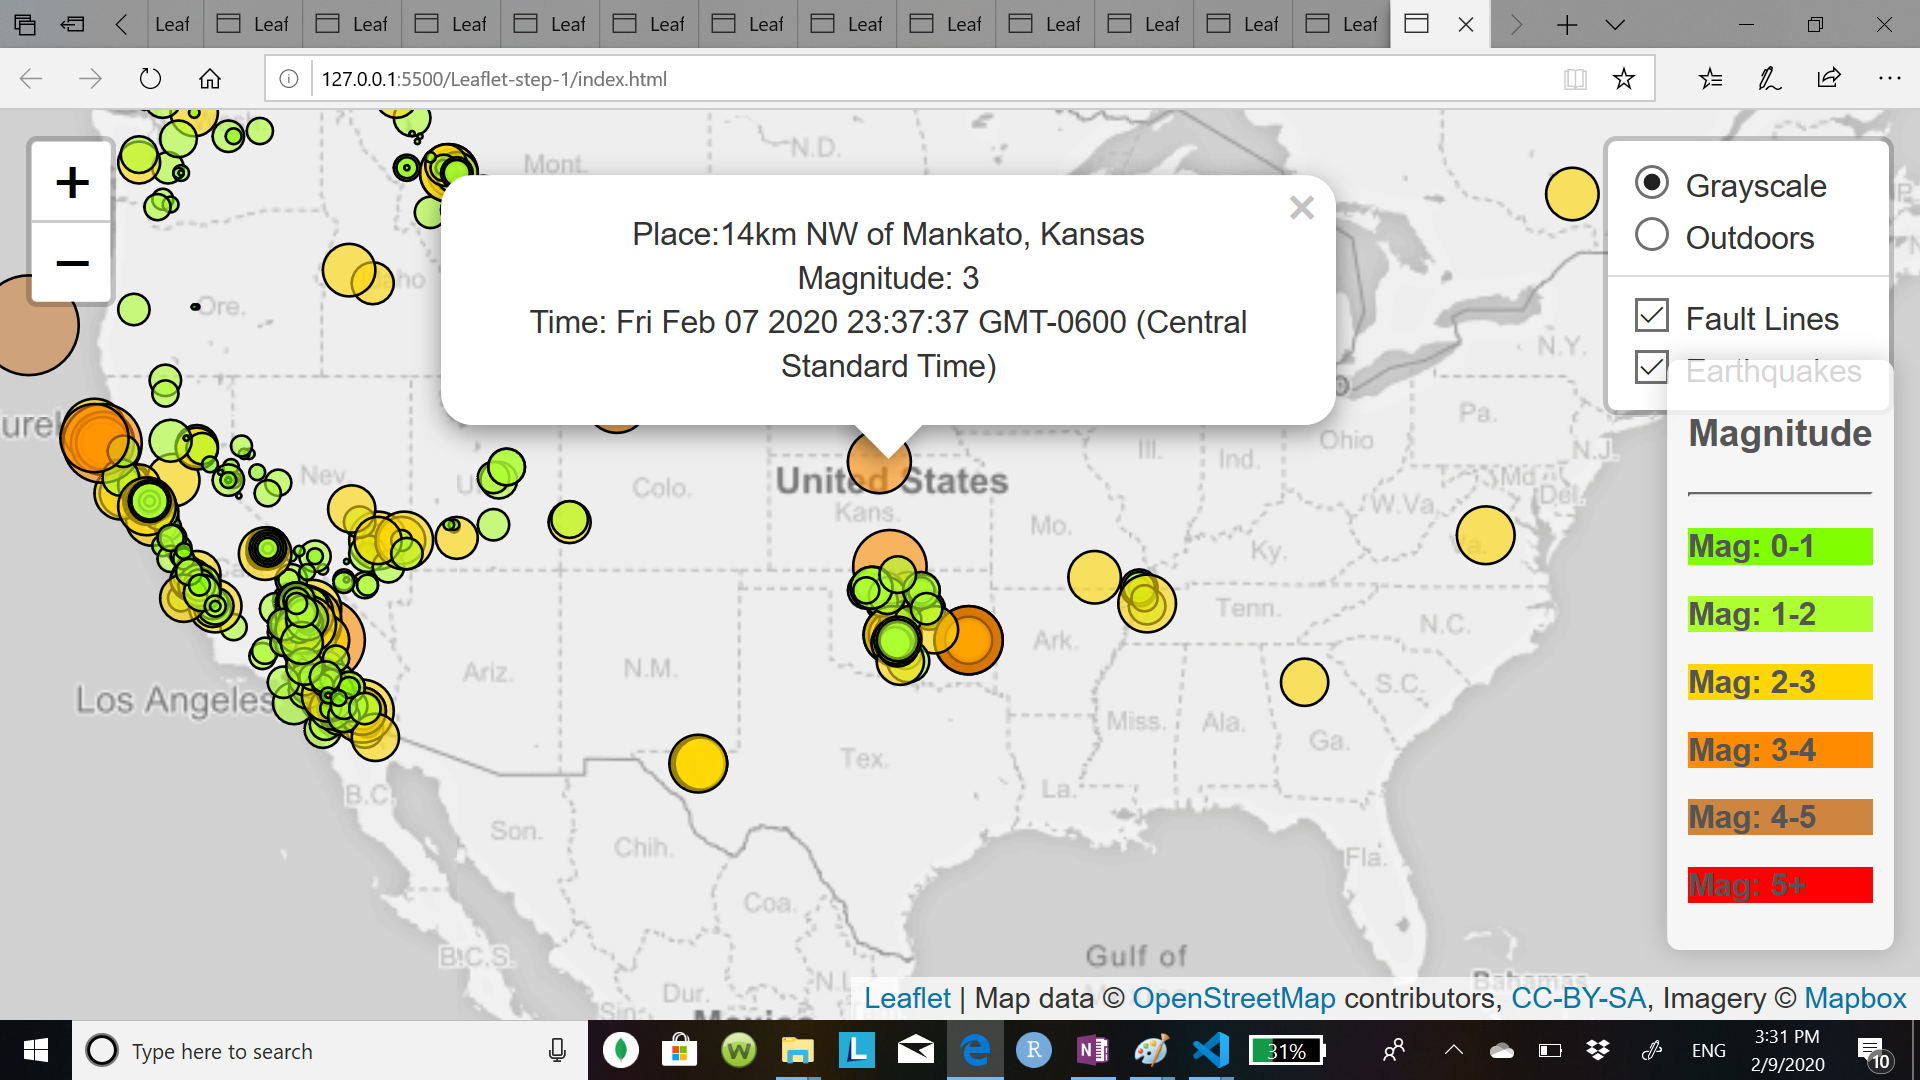 Leaf
Leaf
Leaf
Leaf
Leaf
Leaf
Leaf
Leaf
Leaf
Leaf
Leaf
Leaf
Leaf
127.0.0.1:5500/Leaflet-step-1/index.html
+
−
Mont.
N.D.
Ore.
Nev.
Colo.
United States
Kans.
Mo.
Ill.
Ind.
Ohio
Pa.
N.Y.
N.J.
Md.
Del.
W.Va.
Va.
Ky.
Tenn.
N.C.
S.C.
Ark.
Miss.
Ala.
Ga.
La.
Tex.
N.M.
Ariz.
Los Angeles
B.C.
Son.
Chih.
Coa.
B.C.S.
Dur.
N.L.
Sin.
Mexico
Fla.
Gulf of
Bahamas
Place:14km NW of Mankato, Kansas
Magnitude: 3
Time: Fri Feb 07 2020 23:37:37 GMT-0600 (Central
Standard Time)
×
Grayscale
Outdoors
Fault Lines
Earthquakes
Magnitude
Mag: 0-1
Mag: 1-2
Mag: 2-3
Mag: 3-4
Mag: 4-5
Mag: 5+
Leaflet | Map data © OpenStreetMap contributors, CC-BY-SA, Imagery © Mapbox
Type here to search
W
L
R
N
31%
ENG
3:31 PM
2/9/2020
10